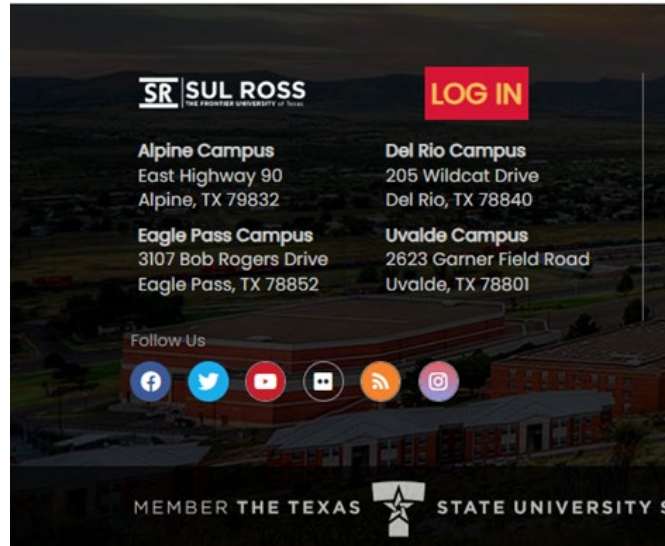 SR SUL ROSS
THE FRONTIER UNIVERSITY of Texas
LOG IN
Alpine Campus
East Highway 90
Alpine, TX 79832
Del Rio Campus
205 Wildcat Drive
Del Rio, TX 78840
Eagle Pass Campus
3107 Bob Rogers Drive
Eagle Pass, TX 78852
Uvalde Campus
2623 Garner Field Road
Uvalde, TX 78801
Follow Us
MEMBER THE TEXAS STATE UNIVERSITY S